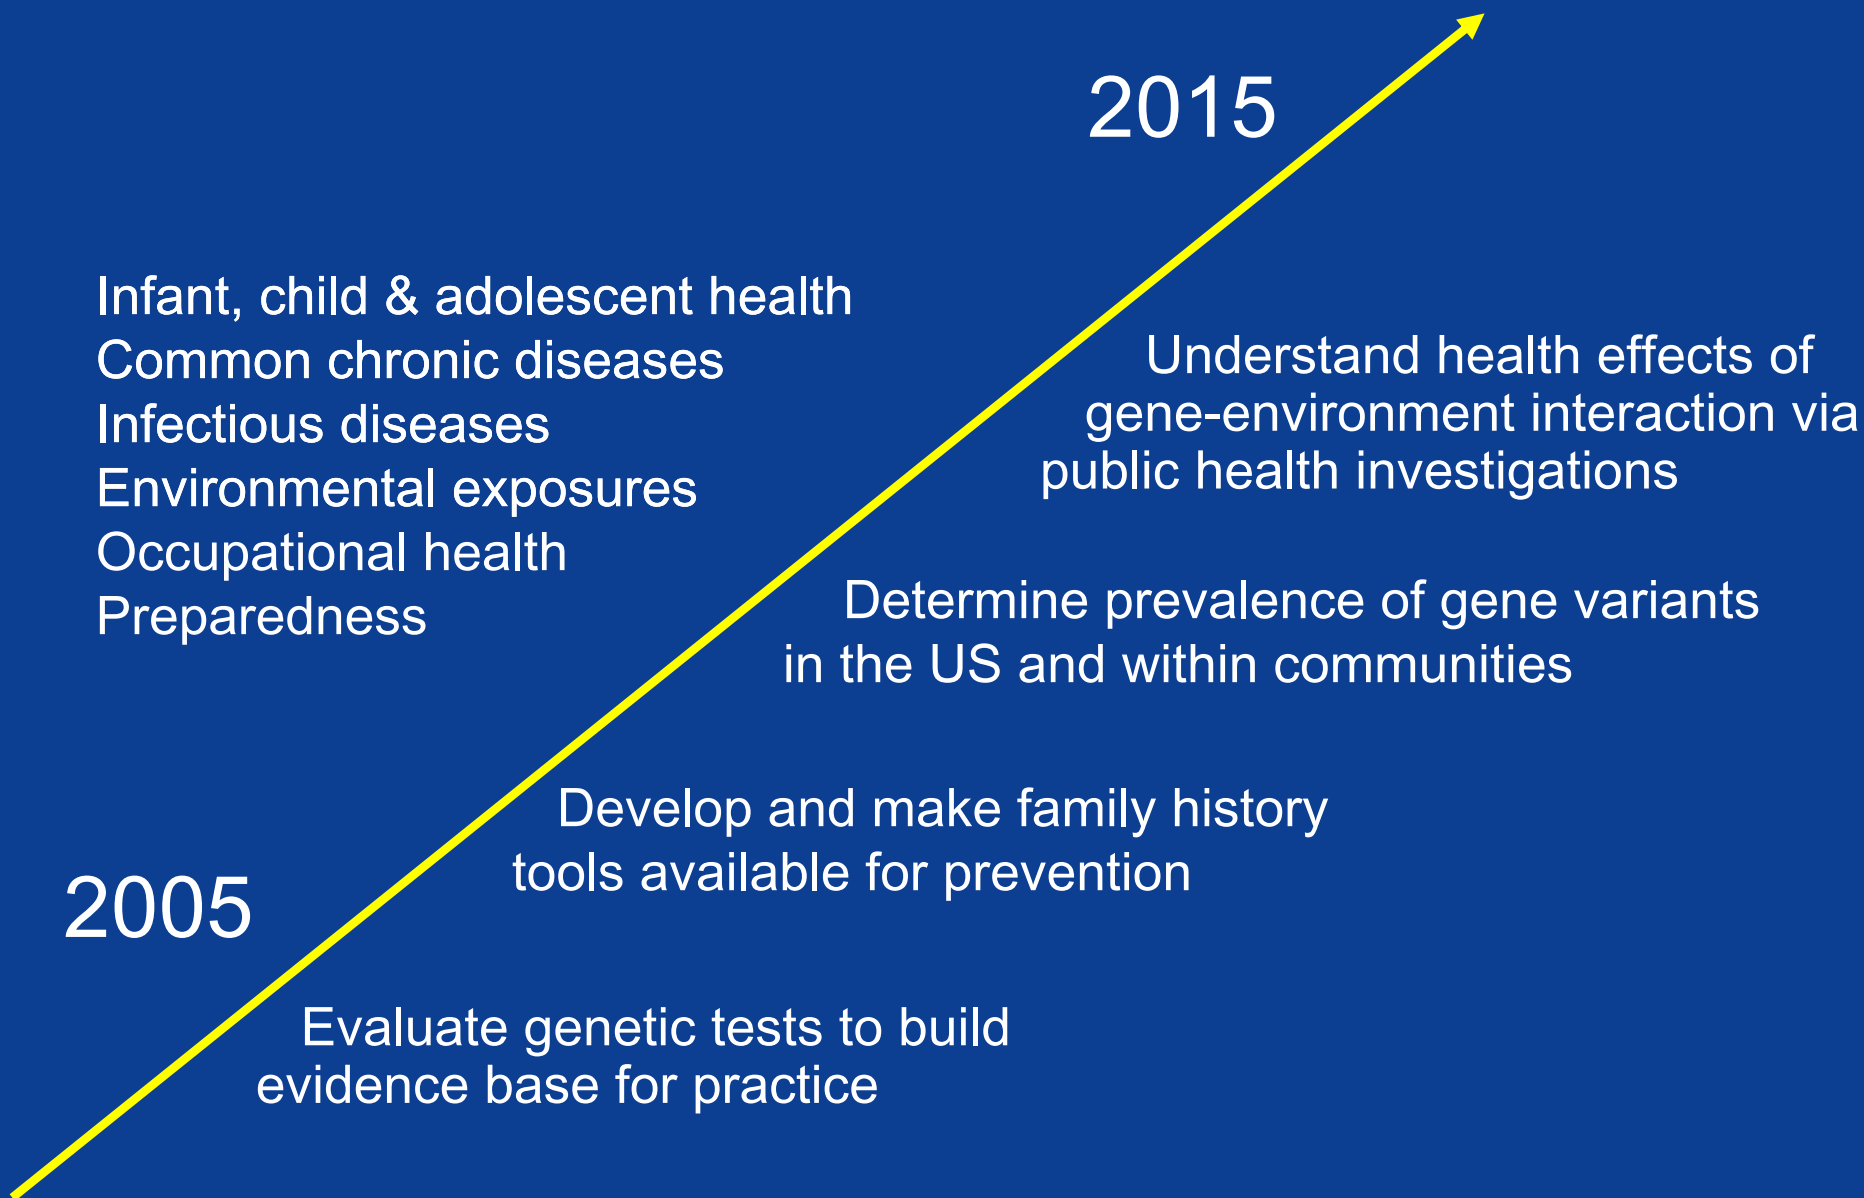 2015
Infant, child & adolescent health
Common chronic diseases
Infectious diseases
Environmental exposures
Occupational health
Preparedness
Understand health effects of
gene-environment interaction via
public health investigations
Determine prevalence of gene variants
in the US and within communities
Develop and make family history
tools available for prevention
2005
Evaluate genetic tests to build
evidence base for practice